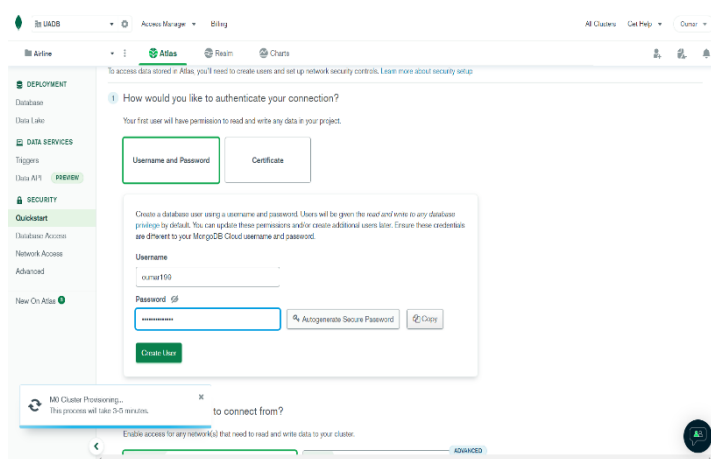 UADB
Access Manager
Billing
All Clusters
Get Help
Oumar
Airline
Atlas
Realm
Charts
To access data stored in Atlas, you'll need to create users and set up network security controls. Learn more about security setup
DEPLOYMENT
Database
Data Lake
DATA SERVICES
Triggers
Data API PREVIEW
SECURITY
Quickstart
Database Access
Network Access
Advanced
New On Atlas
1 How would you like to authenticate your connection?
Your first user will have permission to read and write any data in your project.
Username and Password
Certificate
Create a database user using a username and password. Users will be given the read and write to any database
privilege by default. You can update these permissions and/or create additional users later. Ensure these credentials
are different to your MongoDB Cloud username and password.
Username
oumar199
Password
Autogenerate Secure Password
Copy
Create User
M0 Cluster Provisioning...
This process will take 3-5 minutes.
to connect from?
Enable access for any network(s) that need to read and write data to your cluster.
ADVANCED